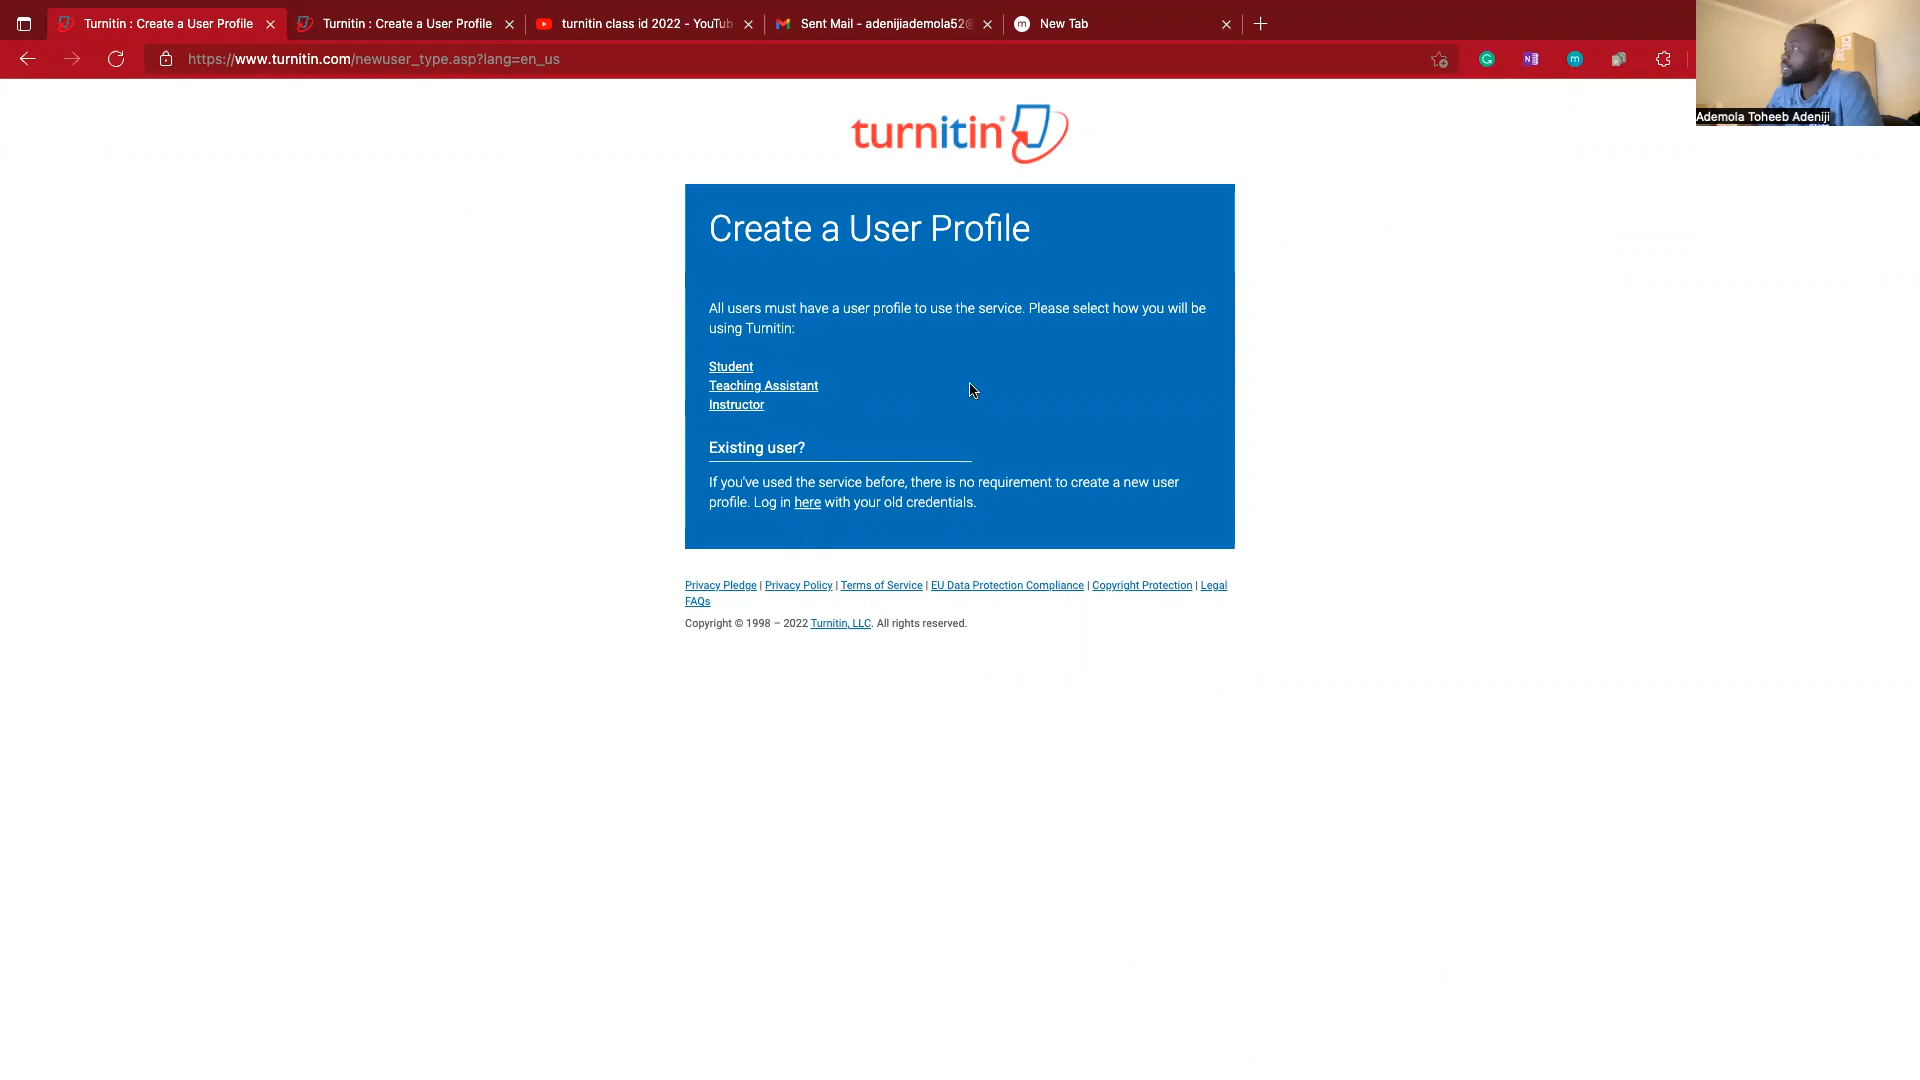 Turnitin : Create a User Profile
Turnitin : Create a User Profile
turnitin class id 2022 - YouTub
Sent Mail - adenijiademola52@
m
New Tab
https://www.turnitin.com/newuser_type.asp?lang=en_us
G
N
m
Ademola Toheeb Adeniji
turnitin
Create a User Profile
All users must have a user profile to use the service. Please select how you will be
using Turnitin:
Student
Teaching Assistant
Instructor
Existing user?
If you've used the service before, there is no requirement to create a new user
profile. Log in here with your old credentials.
Privacy Pledge | Privacy Policy | Terms of Service | EU Data Protection Compliance | Copyright Protection | Legal
FAQs
Copyright © 1998 – 2022 Turnitin, LLC. All rights reserved.